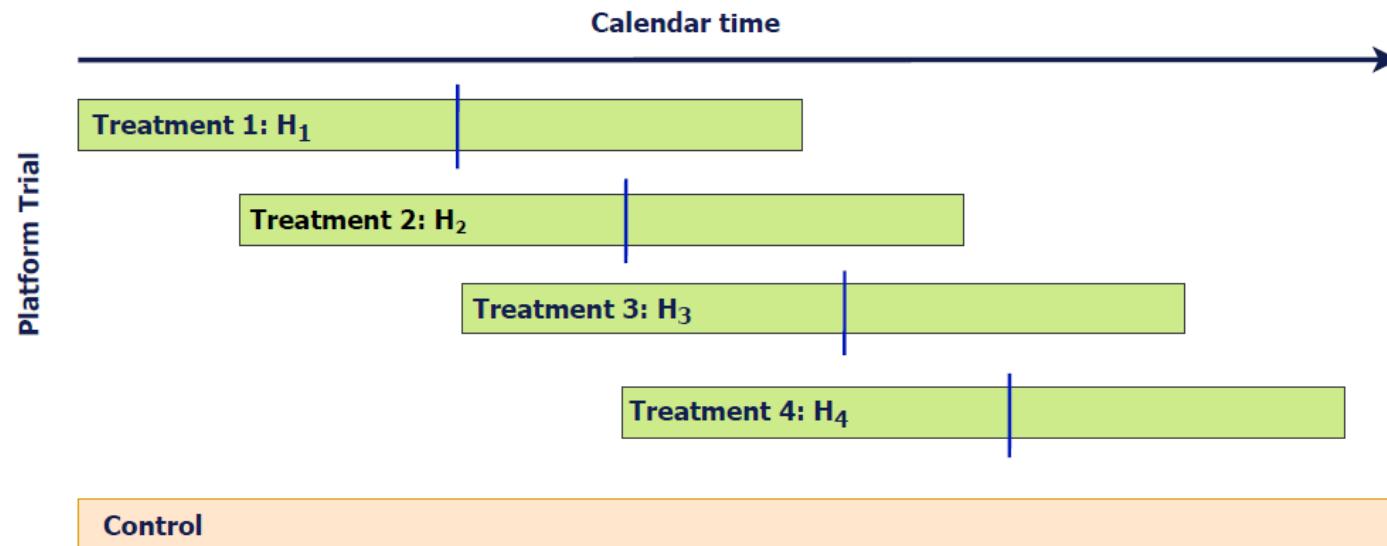 Calendar time
Platform Trial
Treatment 1: H₁
Treatment 2: H₂
Treatment 3: H₃
Treatment 4: H₄
Control